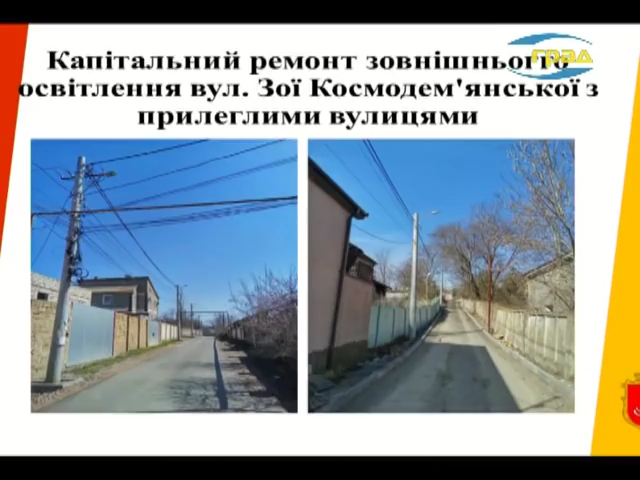 Капітальний ремонт зовнішнього
освітлення вул. Зої Космодем'янської з
прилеглими вулицями
град